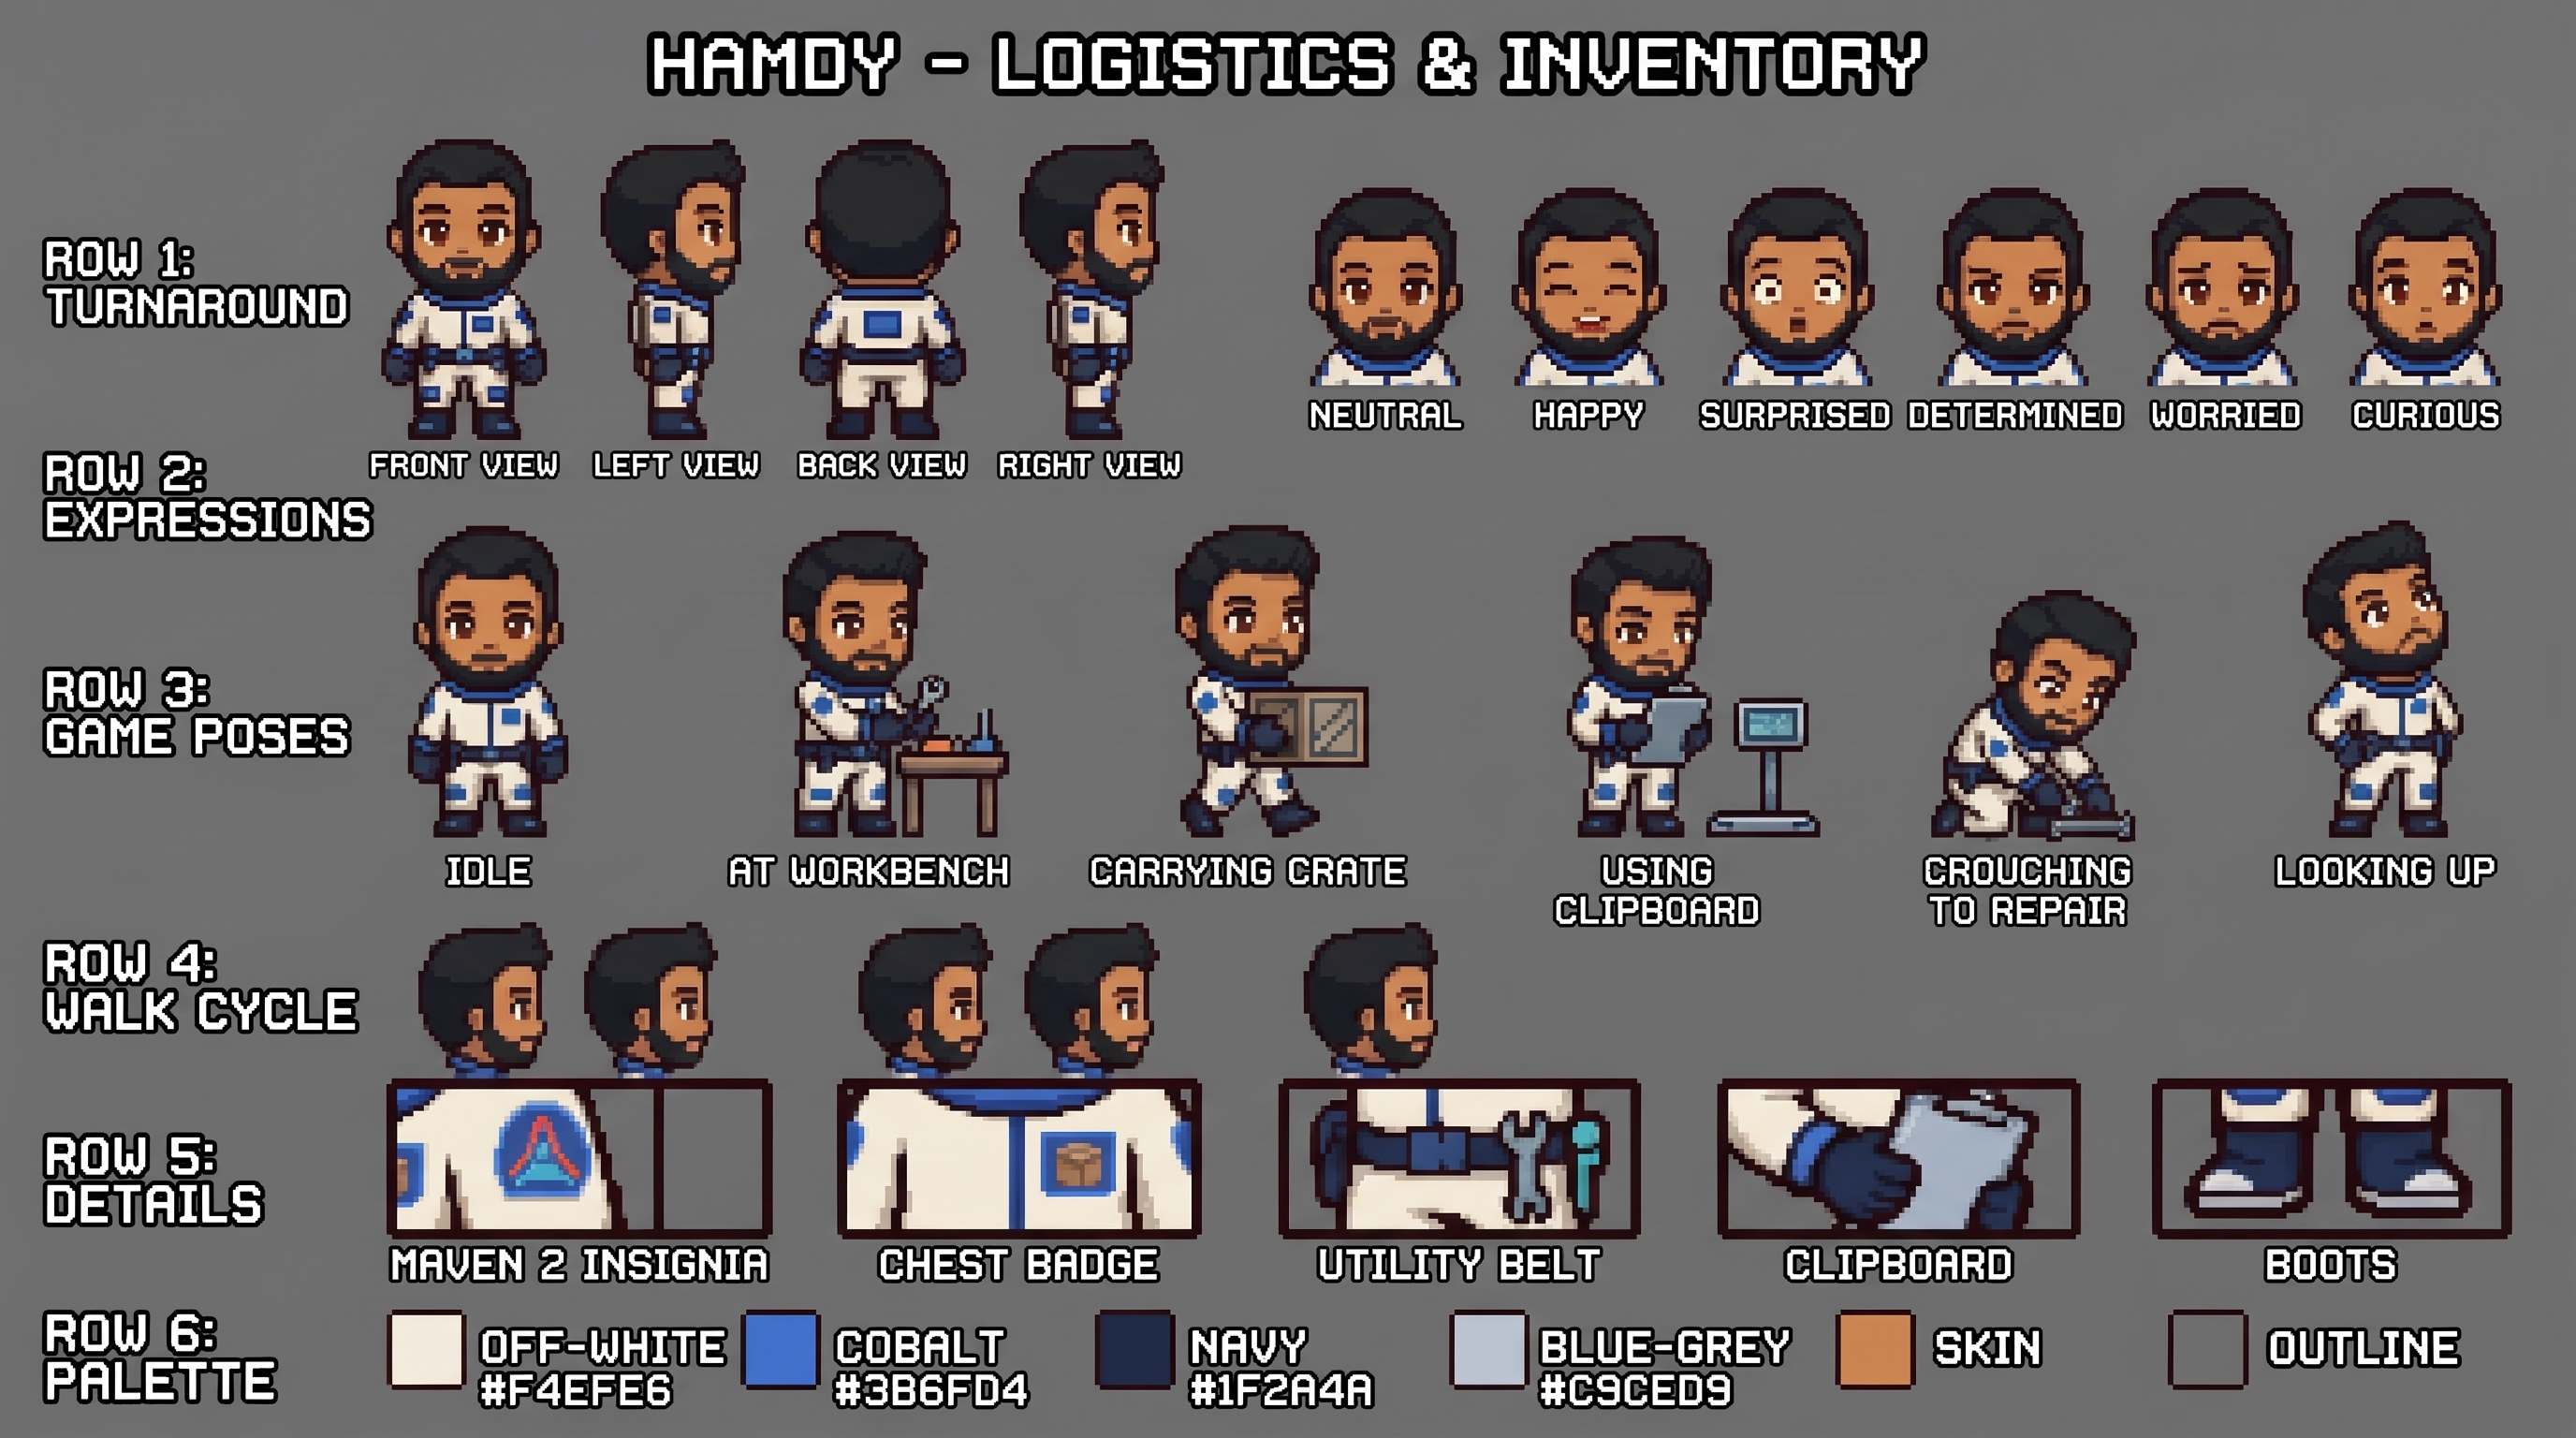 HAMDY - LOGISTICS & INVENTORY
ROW 1:
TURNAROUND
FRONT VIEW
LEFT VIEW
BACK VIEW
RIGHT VIEW
NEUTRAL
HAPPY
SURPRISED
DETERMINED
WORRIED
CURIOUS
ROW 2:
EXPRESSIONS
ROW 3:
GAME POSES
IDLE
AT WORKBENCH
CARRYING CRATE
USING
CLIPBOARD
CROUCHING
TO REPAIR
LOOKING UP
ROW 4:
WALK CYCLE
ROW 5:
DETAILS
MAVEN 2 INSIGNIA
CHEST BADGE
UTILITY BELT
CLIPBOARD
BOOTS
ROW 6:
PALETTE
OFF-WHITE
#F4EFE6
COBALT
#3B6FD4
NAVY
#1F2A4A
BLUE-GREY
#C9CED9
SKIN
OUTLINE